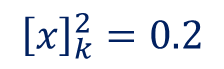 $[x]_k^2 = 0.2$